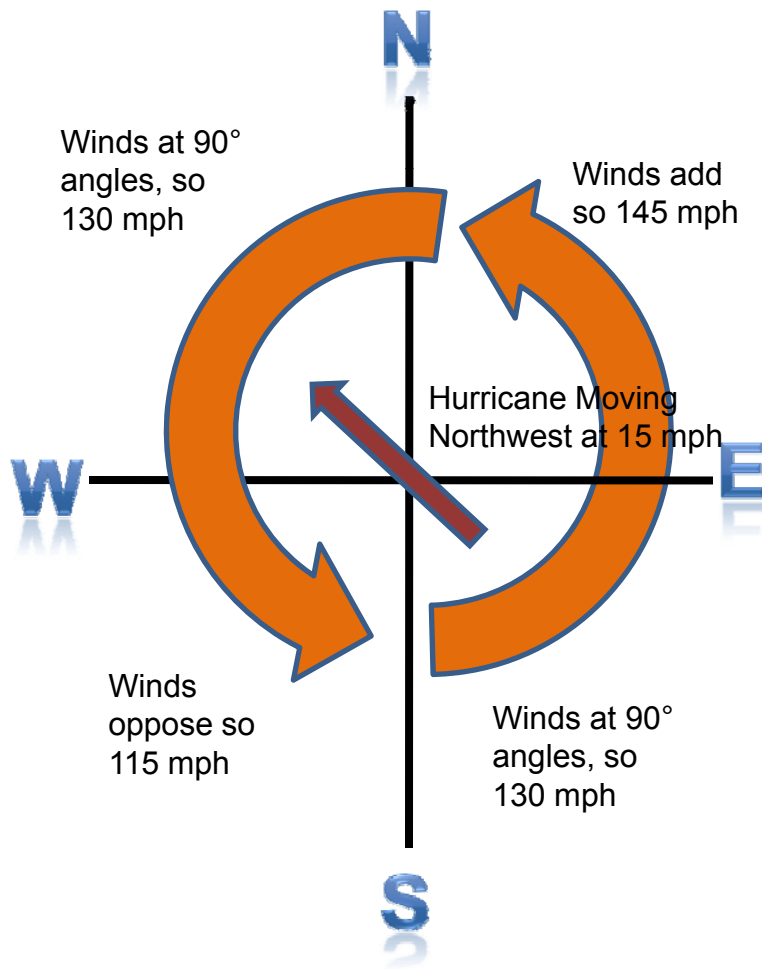 N
Winds at 90°
angles, so
130 mph
Winds add
so 145 mph
Hurricane Moving
Northwest at 15 mph
W
E
Winds
oppose so
115 mph
Winds at 90°
angles, so
130 mph
S